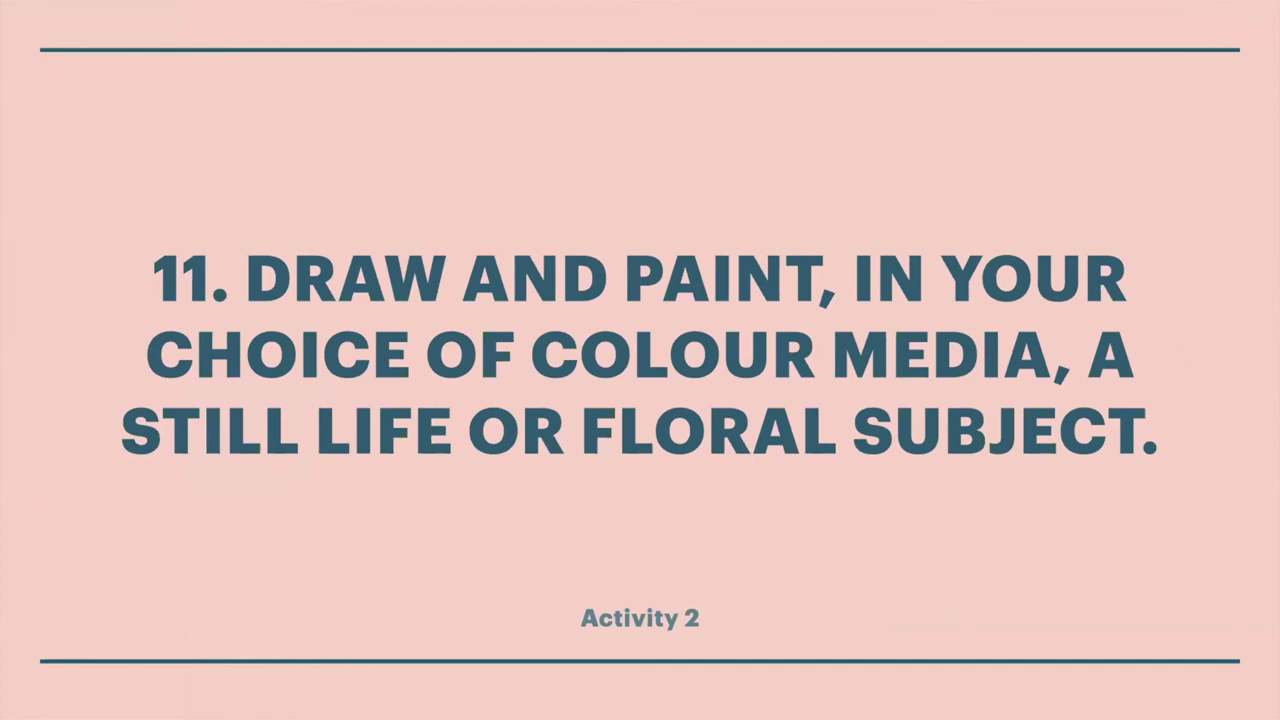 11. DRAW AND PAINT, IN YOUR
CHOICE OF COLOUR MEDIA, A
STILL LIFE OR FLORAL SUBJECT.
Activity 2